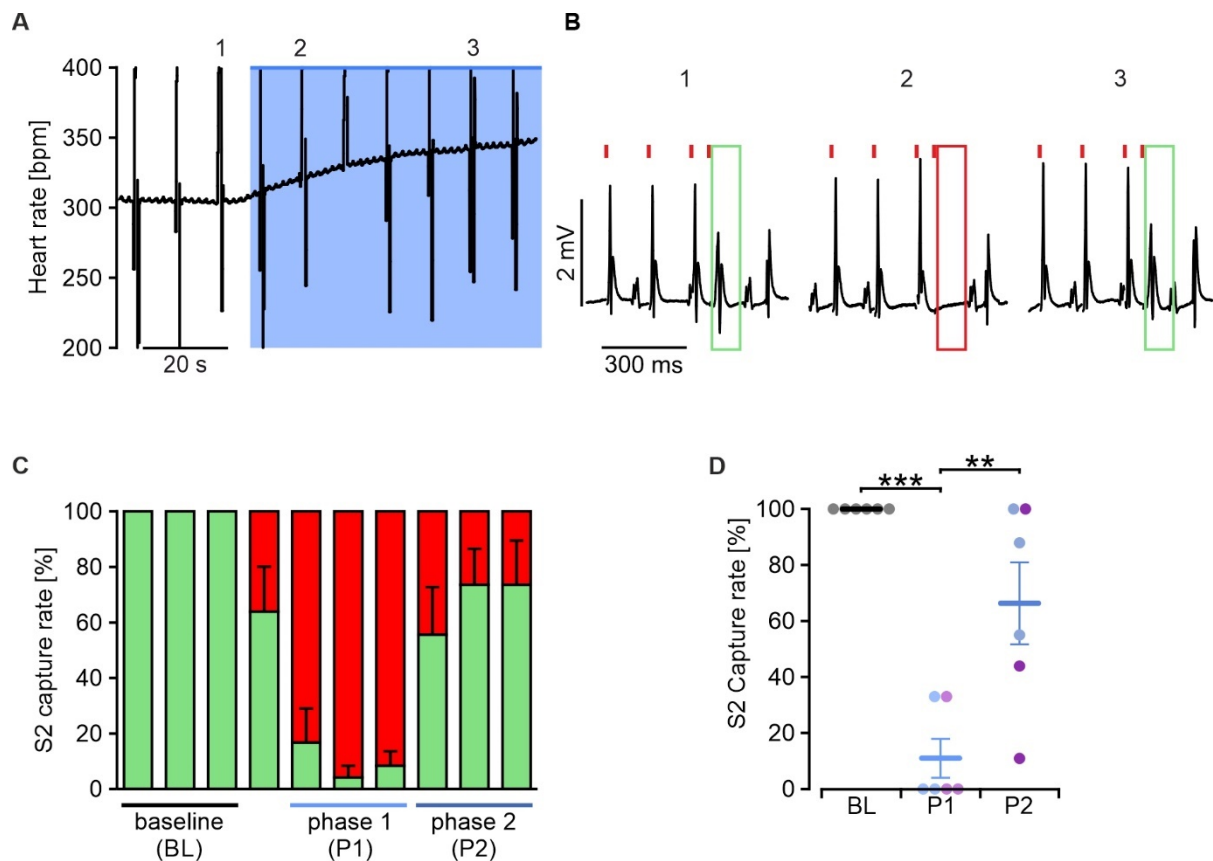 A
1 2 3
Heart rate [bpm]
400
350
300
250
200
20 s
B
1 2 3
2 mV
300 ms
C
S2 capture rate [%]
100
80
60
40
20
0
baseline
(BL)
phase 1
(P1)
phase 2
(P2)
D
*** **
S2 Capture rate [%]
100
80
60
40
20
0
BL P1 P2